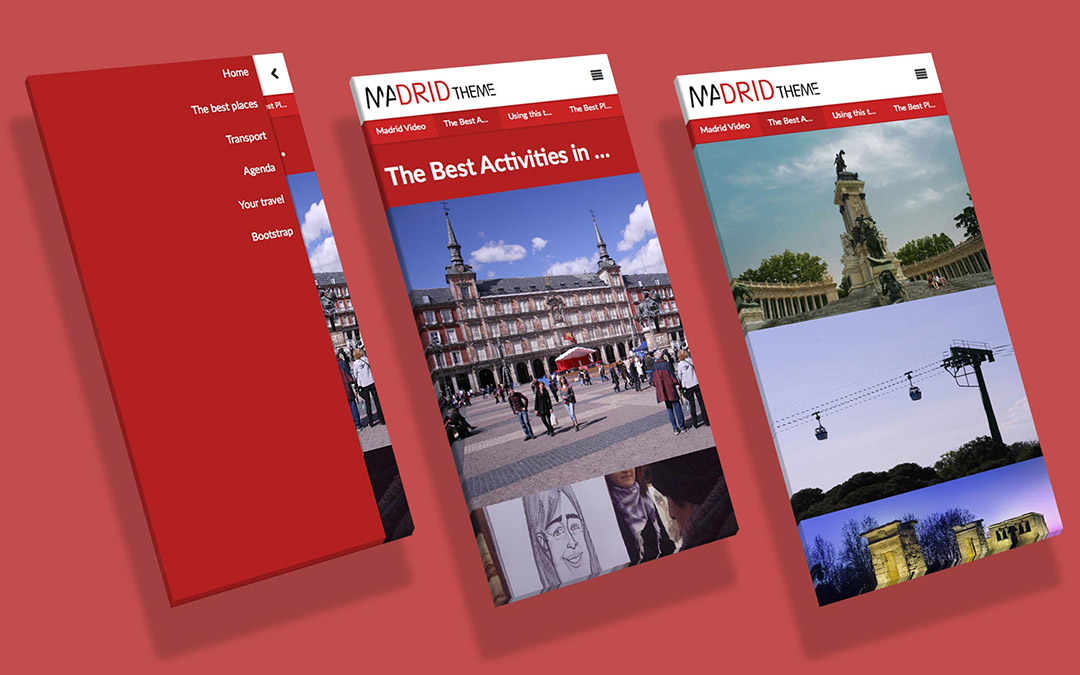 Home
The best places
est Pl...
Transport
Agenda
Your travel
Bootstrap
MADRID THEME
Madrid Video The Best A... Using this t... The Best Pl...
The Best Activities in ...
MADRID THEME
Madrid Video The Best A... Using this t... The Best Pl...